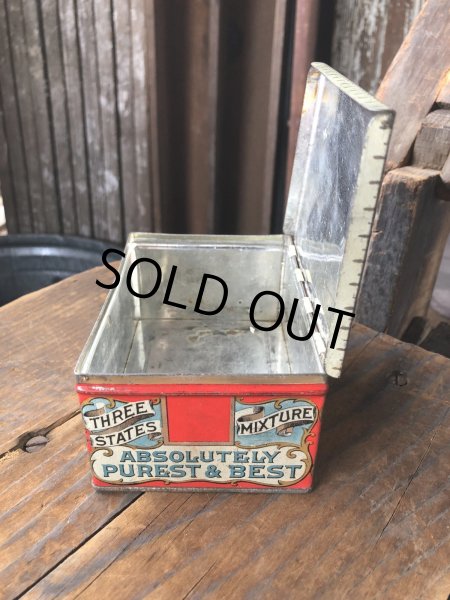 SOLD OUT
THREE STATES
MIXTURE
ABSOLUTELY
PUREST & BEST